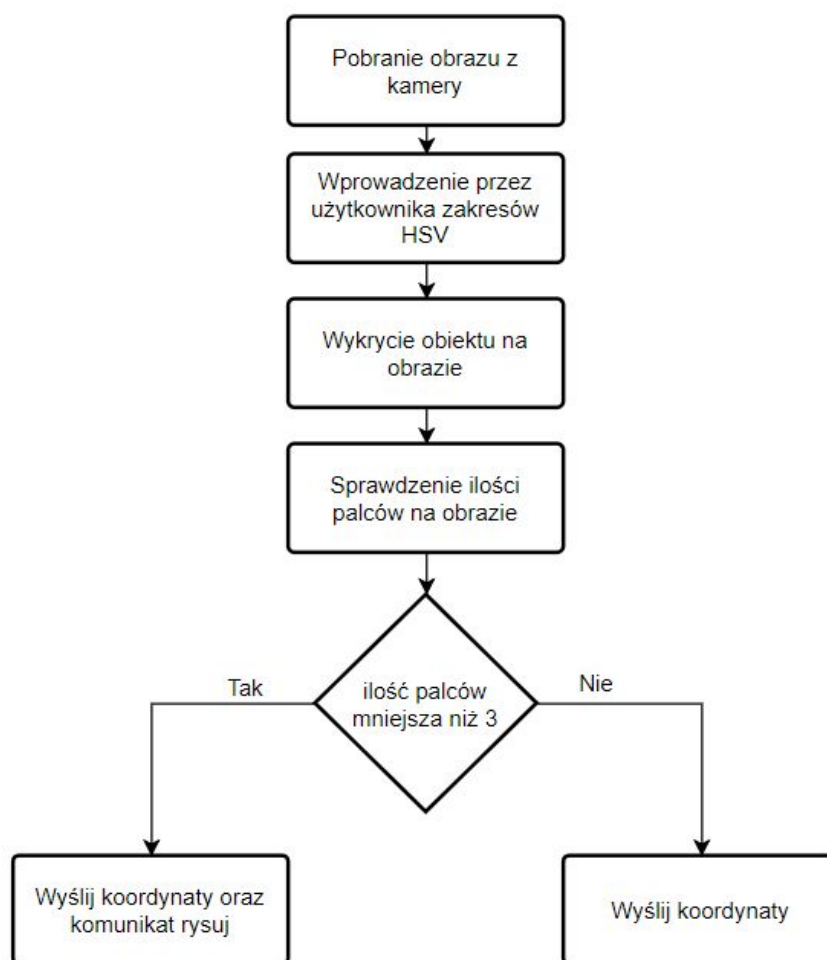 Pobranie obrazu z
kamery
Wprowadzenie przez
użytkownika zakresów
HSV
Wykrycie obiektu na
obrazie
Sprawdzenie ilości
palców na obrazie
ilość palców
mniejsza niż 3
Tak
Nie
Wyślij koordynaty oraz
komunikat rysuj
Wyślij koordynaty